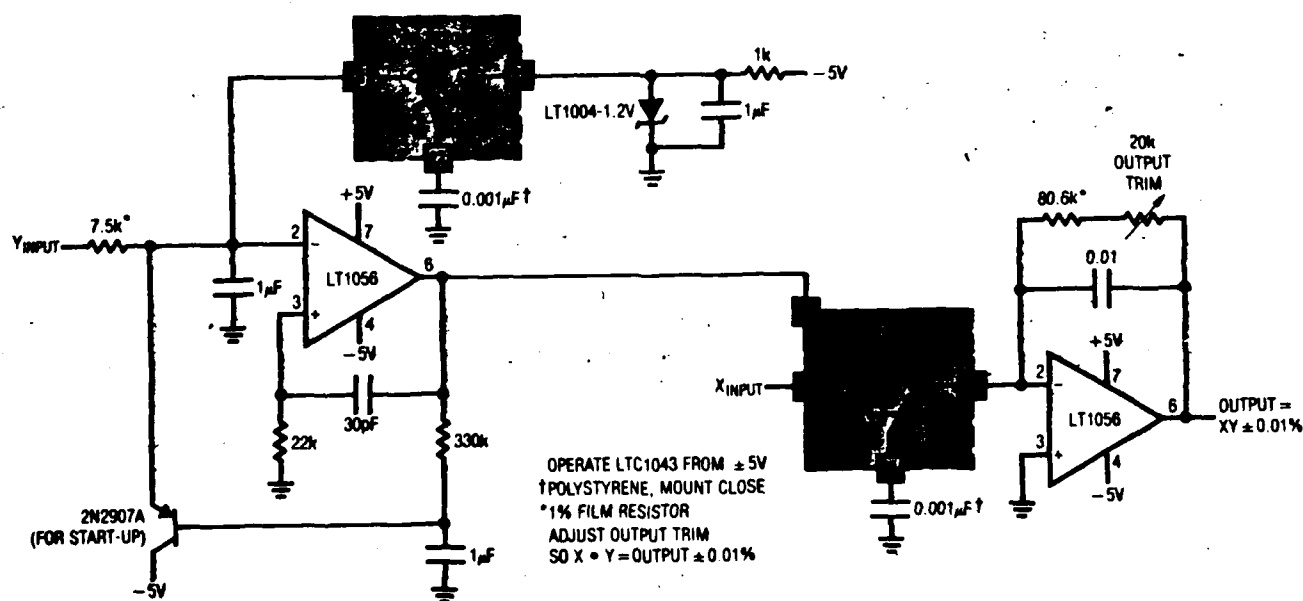 1k
−5V
LT1004-1.2V
1µF
20k
OUTPUT
TRIM
0.001µF†
+5V
7.5k*
80.6k*
YINPUT
2
−
7
0.01
LT1056
6
1µF
3
+
4
−5V
+5V
XINPUT
2
−
7
30pF
LT1056
6
OUTPUT =
XY ± 0.01%
22k
330k
3
+
4
−5V
OPERATE LTC1043 FROM ± 5V
†POLYSTYRENE, MOUNT CLOSE
*1% FILM RESISTOR
ADJUST OUTPUT TRIM
SO X • Y = OUTPUT ± 0.01%
0.001µF†
2N2907A
(FOR START-UP)
1µF
−5V